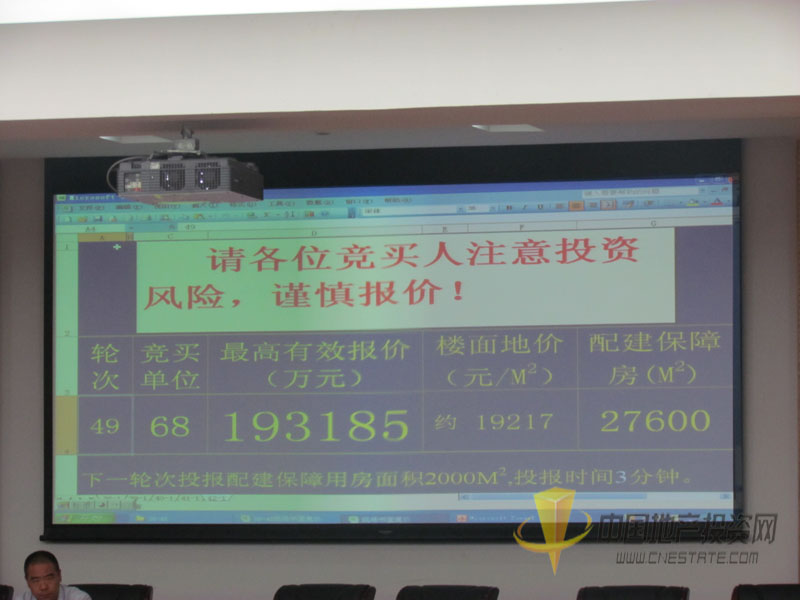 请各位竞买人注意投资
风险，谨慎报价！
轮次 竞买单位 最高有效报价（万元） 楼面地价（元/M²） 配建保障房(M²)
49 68 193185 约 19217 27600
下一轮次投报配建保障用房面积2000M²,投报时间3分钟。
中国地产投资网
WWW.CNESTATE.COM